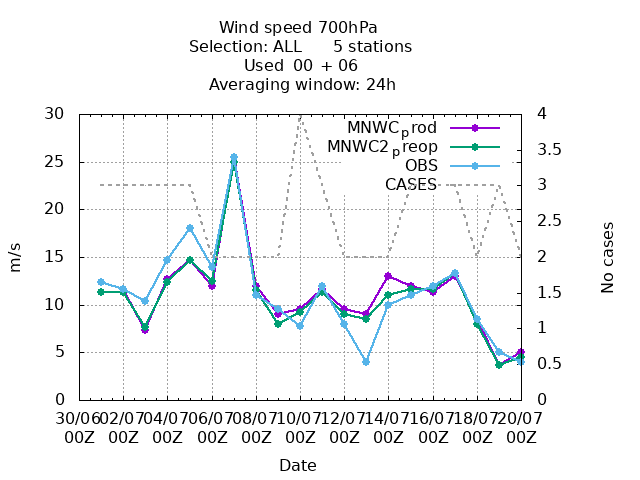 Wind speed 700hPa
Selection: ALL 5 stations
Used 00 + 06
Averaging window: 24h
30 4
MNWCprod
MNWC2preop
OBS
CASES
25 3.5
20 3
2.5
15 2
10 1.5
1
5 0.5
0 0
m/s
No cases
30/06 02/07 04/07 06/07 08/07 10/07 12/07 14/07 16/07 18/07 20/07
00Z 00Z 00Z 00Z 00Z 00Z 00Z 00Z 00Z 00Z 00Z
Date